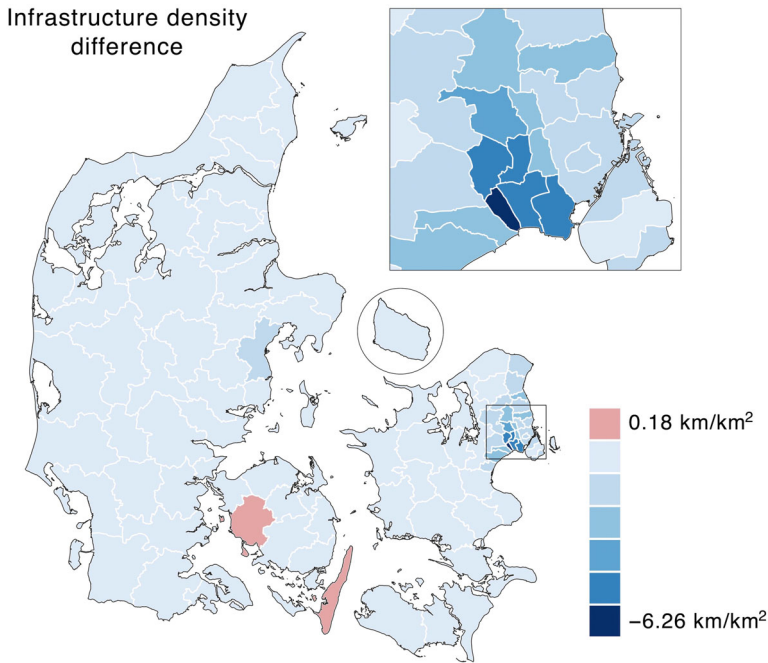 Infrastructure density
difference
0.18 km/km²
−6.26 km/km²